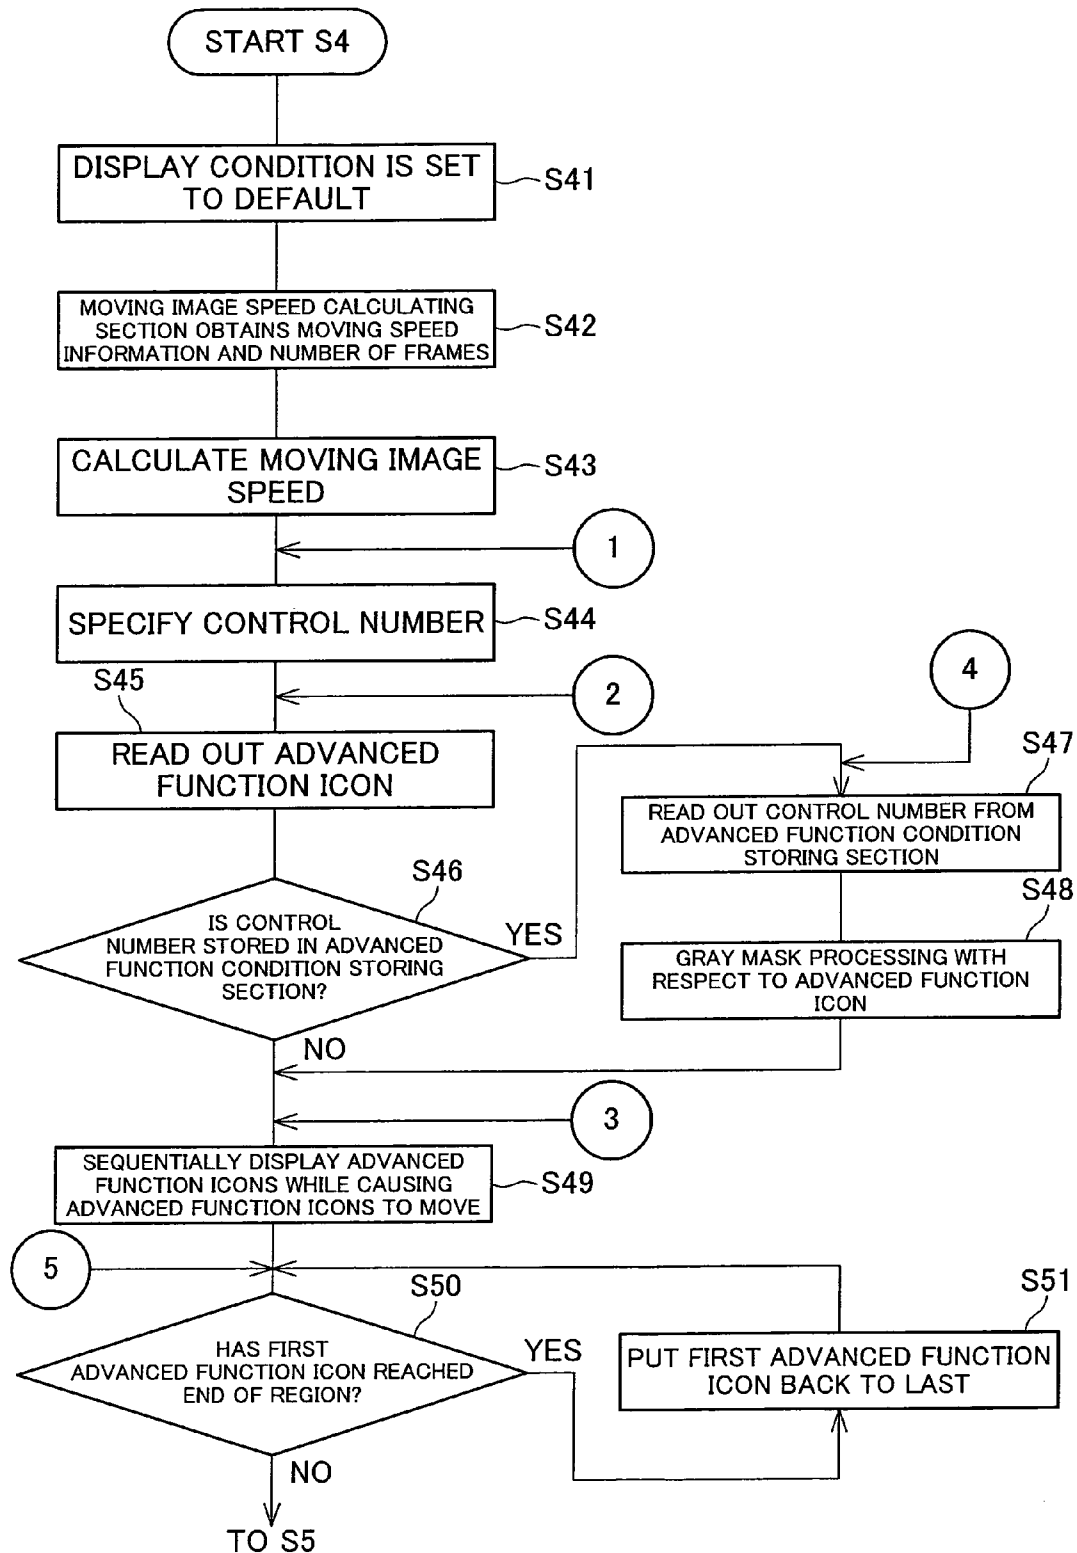 START S4
DISPLAY CONDITION IS SET
TO DEFAULT
S41
MOVING IMAGE SPEED CALCULATING
SECTION OBTAINS MOVING SPEED
INFORMATION AND NUMBER OF FRAMES
S42
CALCULATE MOVING IMAGE
SPEED
S43
1
SPECIFY CONTROL NUMBER
S44
2
4
S45
READ OUT ADVANCED
FUNCTION ICON
S47
READ OUT CONTROL NUMBER FROM
ADVANCED FUNCTION CONDITION
STORING SECTION
S46
IS CONTROL
NUMBER STORED IN ADVANCED
FUNCTION CONDITION STORING
SECTION?
YES
S48
GRAY MASK PROCESSING WITH
RESPECT TO ADVANCED FUNCTION
ICON
NO
3
SEQUENTIALLY DISPLAY ADVANCED
FUNCTION ICONS WHILE CAUSING
ADVANCED FUNCTION ICONS TO MOVE
S49
5
S50
HAS FIRST
ADVANCED FUNCTION ICON REACHED
END OF REGION?
YES
S51
PUT FIRST ADVANCED FUNCTION
ICON BACK TO LAST
NO
TO S5